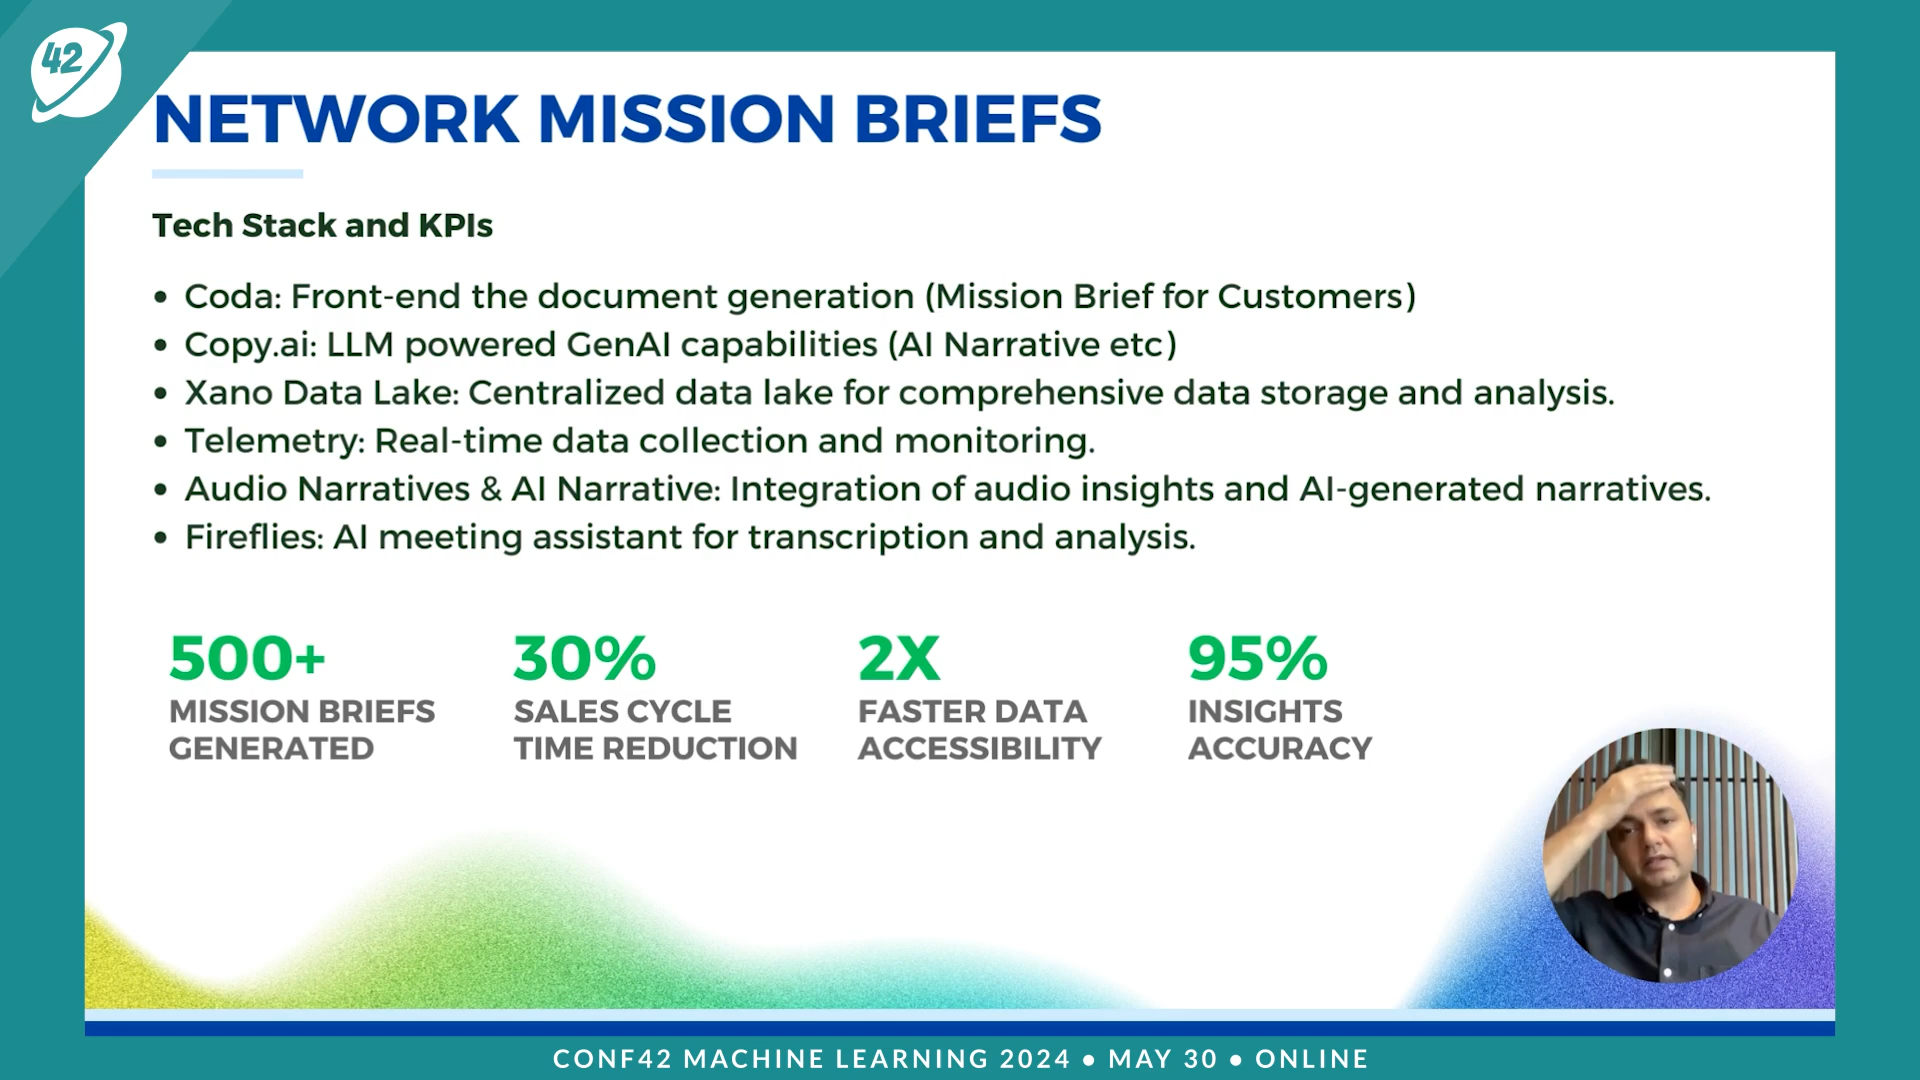 42
NETWORK MISSION BRIEFS
Tech Stack and KPIs
• Coda: Front-end the document generation (Mission Brief for Customers)
• Copy.ai: LLM powered GenAI capabilities (AI Narrative etc)
• Xano Data Lake: Centralized data lake for comprehensive data storage and analysis.
• Telemetry: Real-time data collection and monitoring.
• Audio Narratives & AI Narrative: Integration of audio insights and AI-generated narratives.
• Fireflies: AI meeting assistant for transcription and analysis.
500+
MISSION BRIEFS
GENERATED
30%
SALES CYCLE
TIME REDUCTION
2X
FASTER DATA
ACCESSIBILITY
95%
INSIGHTS
ACCURACY
CONF42 MACHINE LEARNING 2024 • MAY 30 • ONLINE